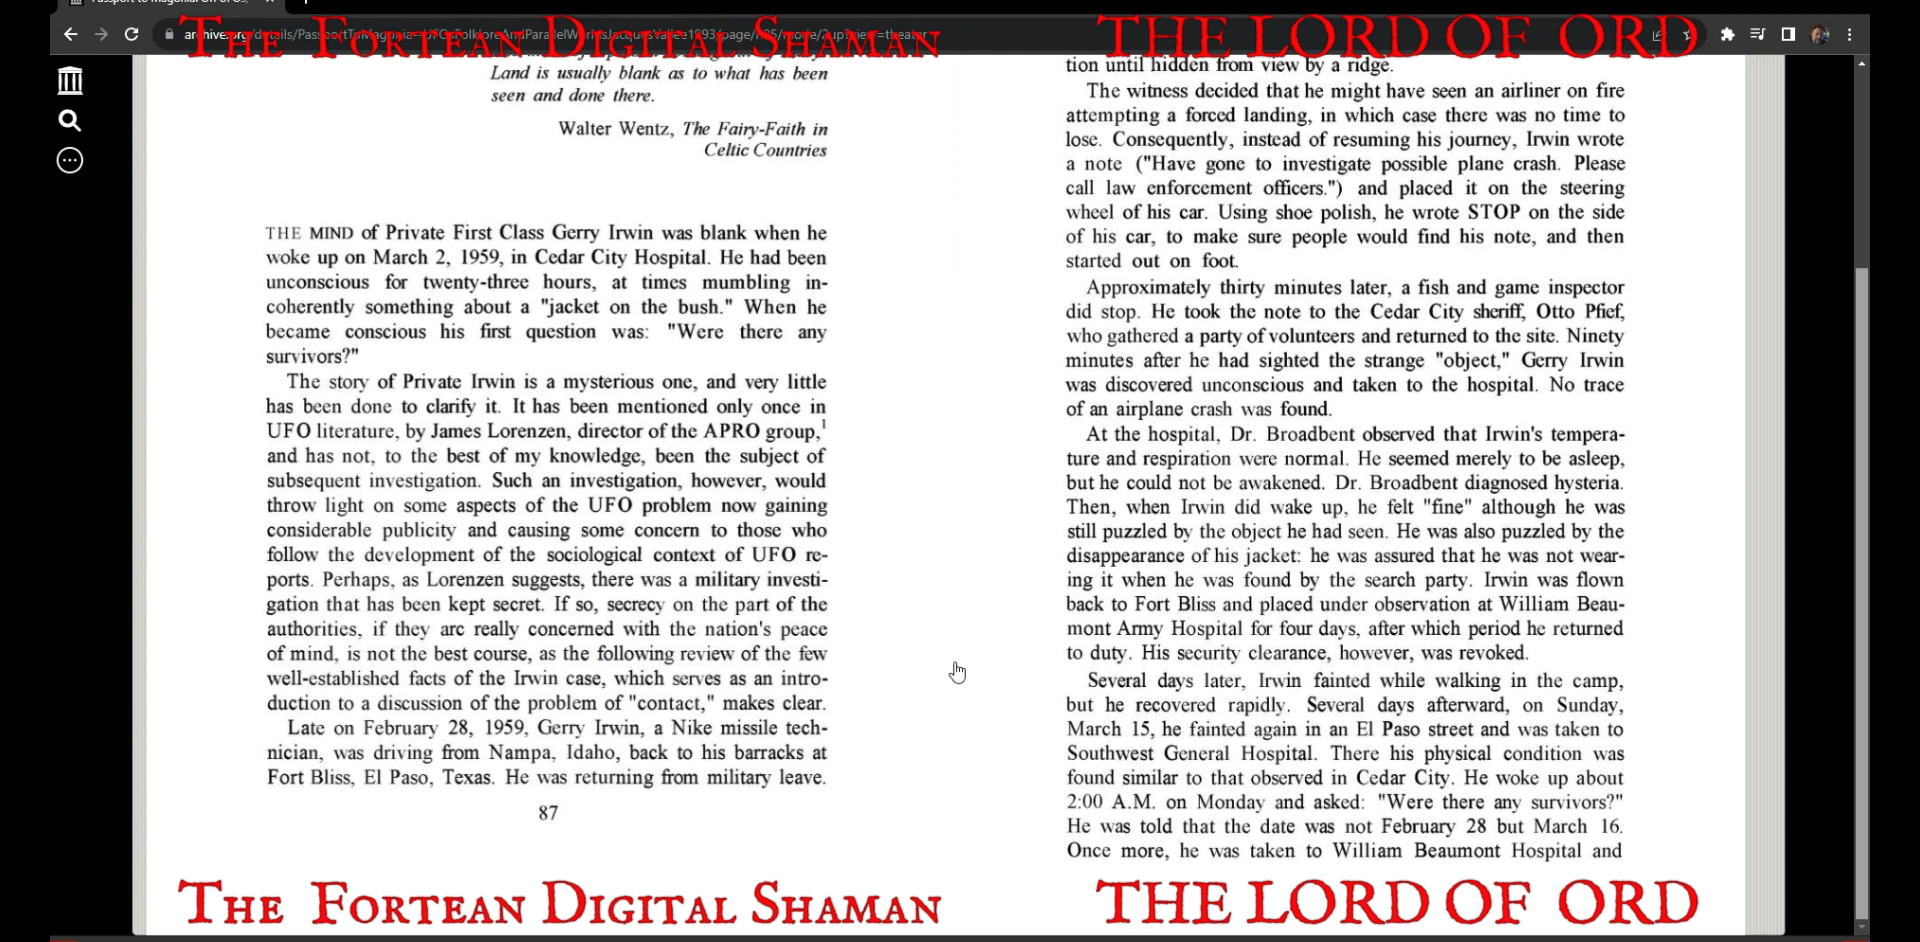 THE FORTEAN DIGITAL SHAMAN
THE LORD OF ORD
Land is usually blank as to what has been
seen and done there.
Walter Wentz, The Fairy-Faith in
Celtic Countries
THE MIND of Private First Class Gerry Irwin was blank when he
woke up on March 2, 1959, in Cedar City Hospital. He had been
unconscious for twenty-three hours, at times mumbling in-
coherently something about a "jacket on the bush." When he
became conscious his first question was: "Were there any
survivors?"
The story of Private Irwin is a mysterious one, and very little
has been done to clarify it. It has been mentioned only once in
UFO literature, by James Lorenzen, director of the APRO group,1
and has not, to the best of my knowledge, been the subject of
subsequent investigation. Such an investigation, however, would
throw light on some aspects of the UFO problem now gaining
considerable publicity and causing some concern to those who
follow the development of the sociological context of UFO re-
ports. Perhaps, as Lorenzen suggests, there was a military investi-
gation that has been kept secret. If so, secrecy on the part of the
authorities, if they are really concerned with the nation's peace
of mind, is not the best course, as the following review of the few
well-established facts of the Irwin case, which serves as an intro-
duction to a discussion of the problem of "contact," makes clear.
Late on February 28, 1959, Gerry Irwin, a Nike missile tech-
nician, was driving from Nampa, Idaho, back to his barracks at
Fort Bliss, El Paso, Texas. He was returning from military leave.
87
tion until hidden from view by a ridge.
The witness decided that he might have seen an airliner on fire
attempting a forced landing, in which case there was no time to
lose. Consequently, instead of resuming his journey, Irwin wrote
a note ("Have gone to investigate possible plane crash. Please
call law enforcement officers.") and placed it on the steering
wheel of his car. Using shoe polish, he wrote STOP on the side
of his car, to make sure people would find his note, and then
started out on foot.
Approximately thirty minutes later, a fish and game inspector
did stop. He took the note to the Cedar City sheriff, Otto Pfief,
who gathered a party of volunteers and returned to the site. Ninety
minutes after he had sighted the strange "object," Gerry Irwin
was discovered unconscious and taken to the hospital. No trace
of an airplane crash was found.
At the hospital, Dr. Broadbent observed that Irwin's tempera-
ture and respiration were normal. He seemed merely to be asleep,
but he could not be awakened. Dr. Broadbent diagnosed hysteria.
Then, when Irwin did wake up, he felt "fine" although he was
still puzzled by the object he had seen. He was also puzzled by the
disappearance of his jacket: he was assured that he was not wear-
ing it when he was found by the search party. Irwin was flown
back to Fort Bliss and placed under observation at William Beau-
mont Army Hospital for four days, after which period he returned
to duty. His security clearance, however, was revoked.
Several days later, Irwin fainted while walking in the camp,
but he recovered rapidly. Several days afterward, on Sunday,
March 15, he fainted again in an El Paso street and was taken to
Southwest General Hospital. There his physical condition was
found similar to that observed in Cedar City. He woke up about
2:00 A.M. on Monday and asked: "Were there any survivors?"
He was told that the date was not February 28 but March 16.
Once more, he was taken to William Beaumont Hospital and
THE FORTEAN DIGITAL SHAMAN
THE LORD OF ORD